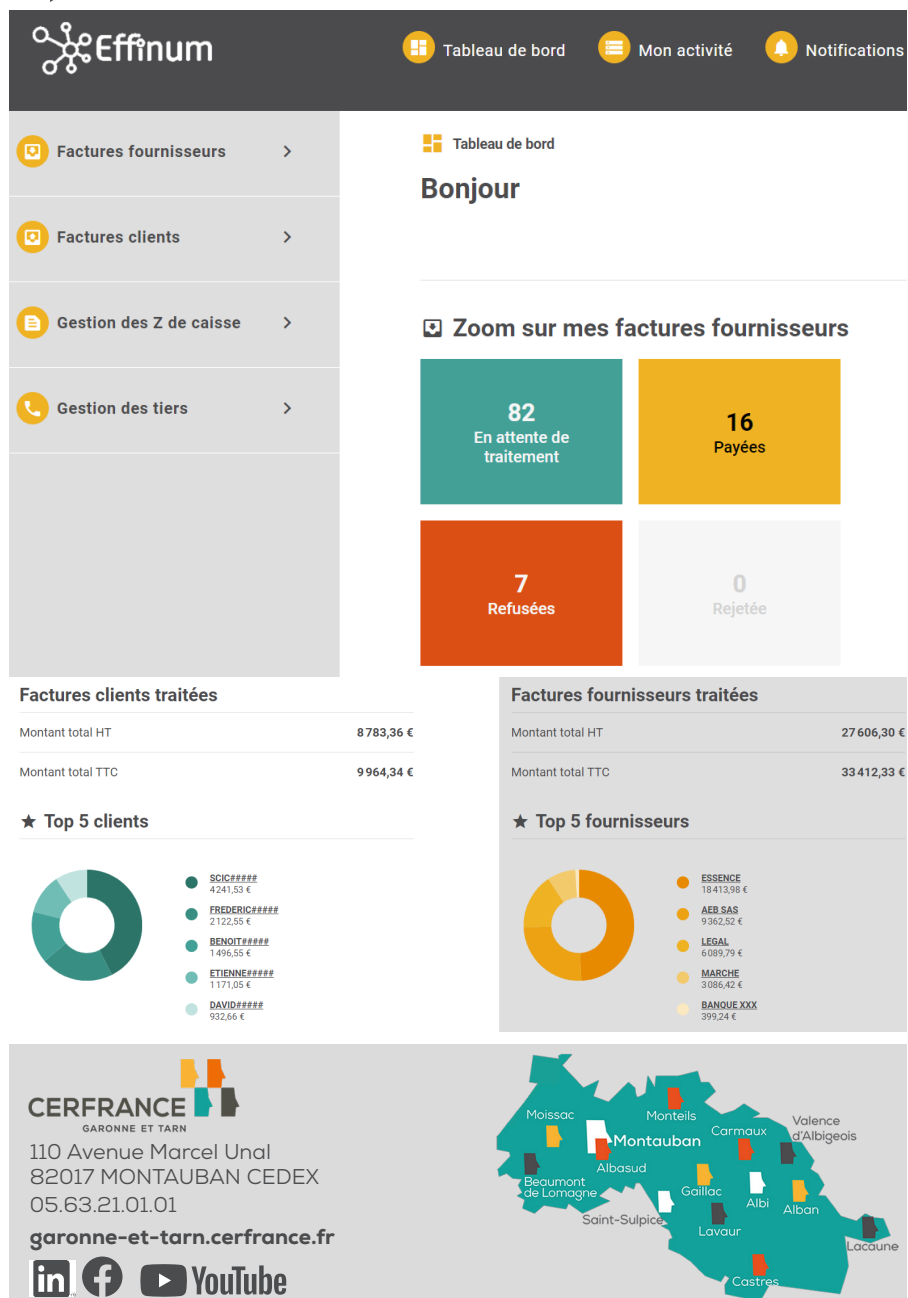 Effinum
Tableau de bord
Mon activité
Notifications
Factures fournisseurs
Factures clients
Gestion des Z de caisse
Gestion des tiers
Tableau de bord
Bonjour
Zoom sur mes factures fournisseurs
82
En attente de
traitement
16
Payées
7
Refusées
0
Rejetée
Factures clients traitées
Montant total HT 8 783,36 €
Montant total TTC 9 964,34 €
Top 5 clients
SCIC#####
4 241,53 €
FREDERIC#####
2 122,55 €
BENOIT#####
1 496,55 €
ETIENNE#####
1 171,05 €
DAVID#####
932,66 €
Factures fournisseurs traitées
Montant total HT 27 606,30 €
Montant total TTC 33 412,33 €
Top 5 fournisseurs
ESSENCE
18 413,98 €
AEB SAS
9 362,52 €
LEGAL
6 089,79 €
MARCHE
3 086,42 €
BANQUE XXX
399,24 €
CERFRANCE
GARONNE ET TARN
110 Avenue Marcel Unal
82017 MONTAUBAN CEDEX
05.63.21.01.01
garonne-et-tarn.cerfrance.fr
in
YouTube
Moissac
Monteils
Montauban
Carmaux
Valence
d'Albigeois
Albasud
Beaumont
de Lomagne
Gaillac
Albi
Alban
Saint-Sulpice
Lavaur
Lacaune
Castres